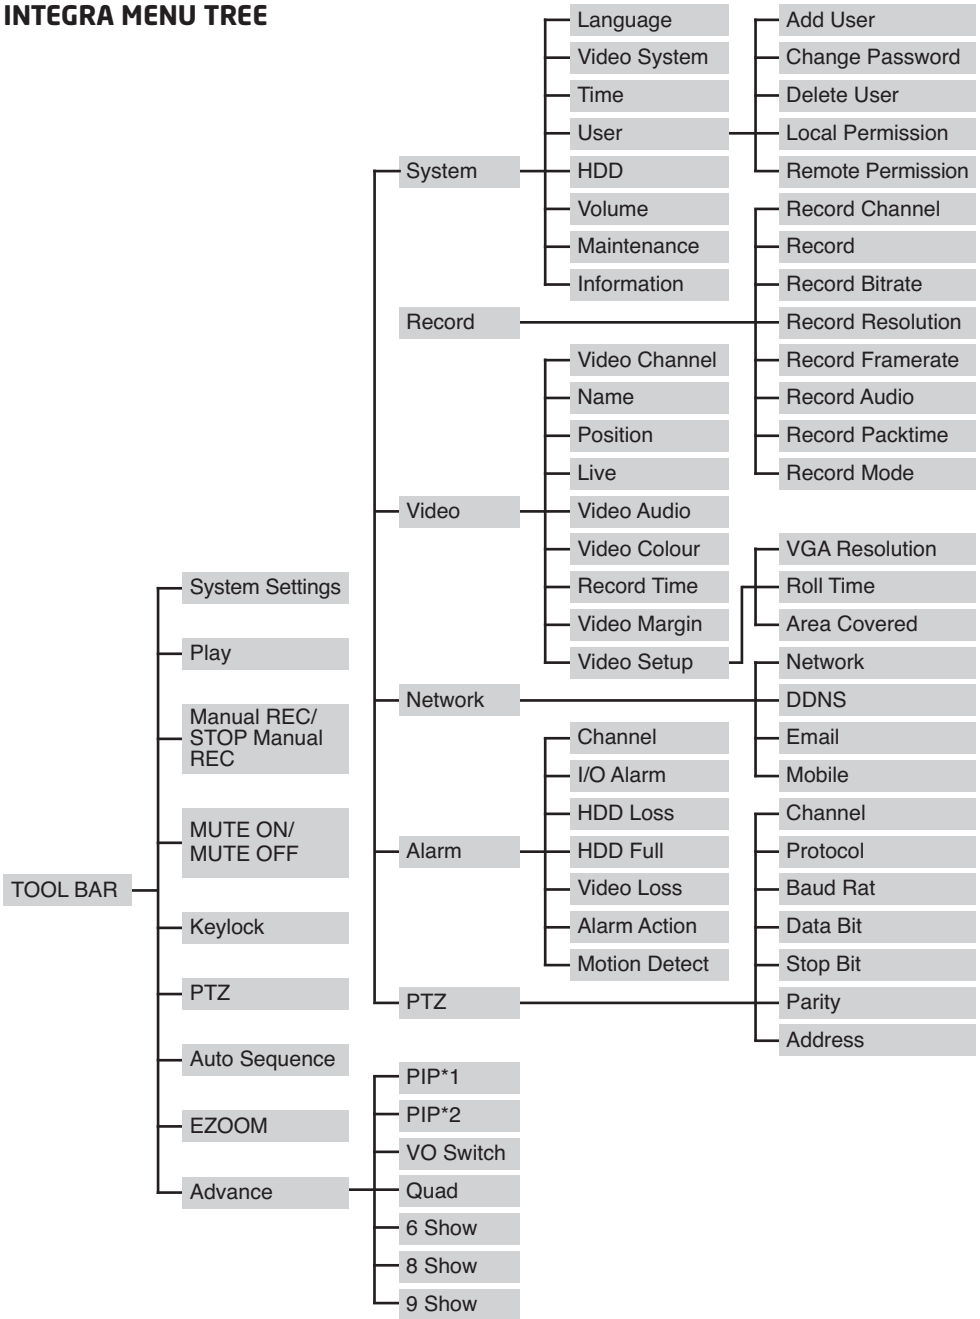 INTEGRA MENU TREE
TOOL BAR
System Settings
Play
Manual REC/
STOP Manual
REC
MUTE ON/
MUTE OFF
Keylock
PTZ
Auto Sequence
EZOOM
Advance
System
Record
Video
Network
Alarm
PTZ
PIP*1
PIP*2
VO Switch
Quad
6 Show
8 Show
9 Show
Language
Video System
Time
User
HDD
Volume
Maintenance
Information
Video Channel
Name
Position
Live
Video Audio
Video Colour
Record Time
Video Margin
Video Setup
Channel
I/O Alarm
HDD Loss
HDD Full
Video Loss
Alarm Action
Motion Detect
Add User
Change Password
Delete User
Local Permission
Remote Permission
Record Channel
Record
Record Bitrate
Record Resolution
Record Framerate
Record Audio
Record Packtime
Record Mode
VGA Resolution
Roll Time
Area Covered
Network
DDNS
Email
Mobile
Channel
Protocol
Baud Rat
Data Bit
Stop Bit
Parity
Address